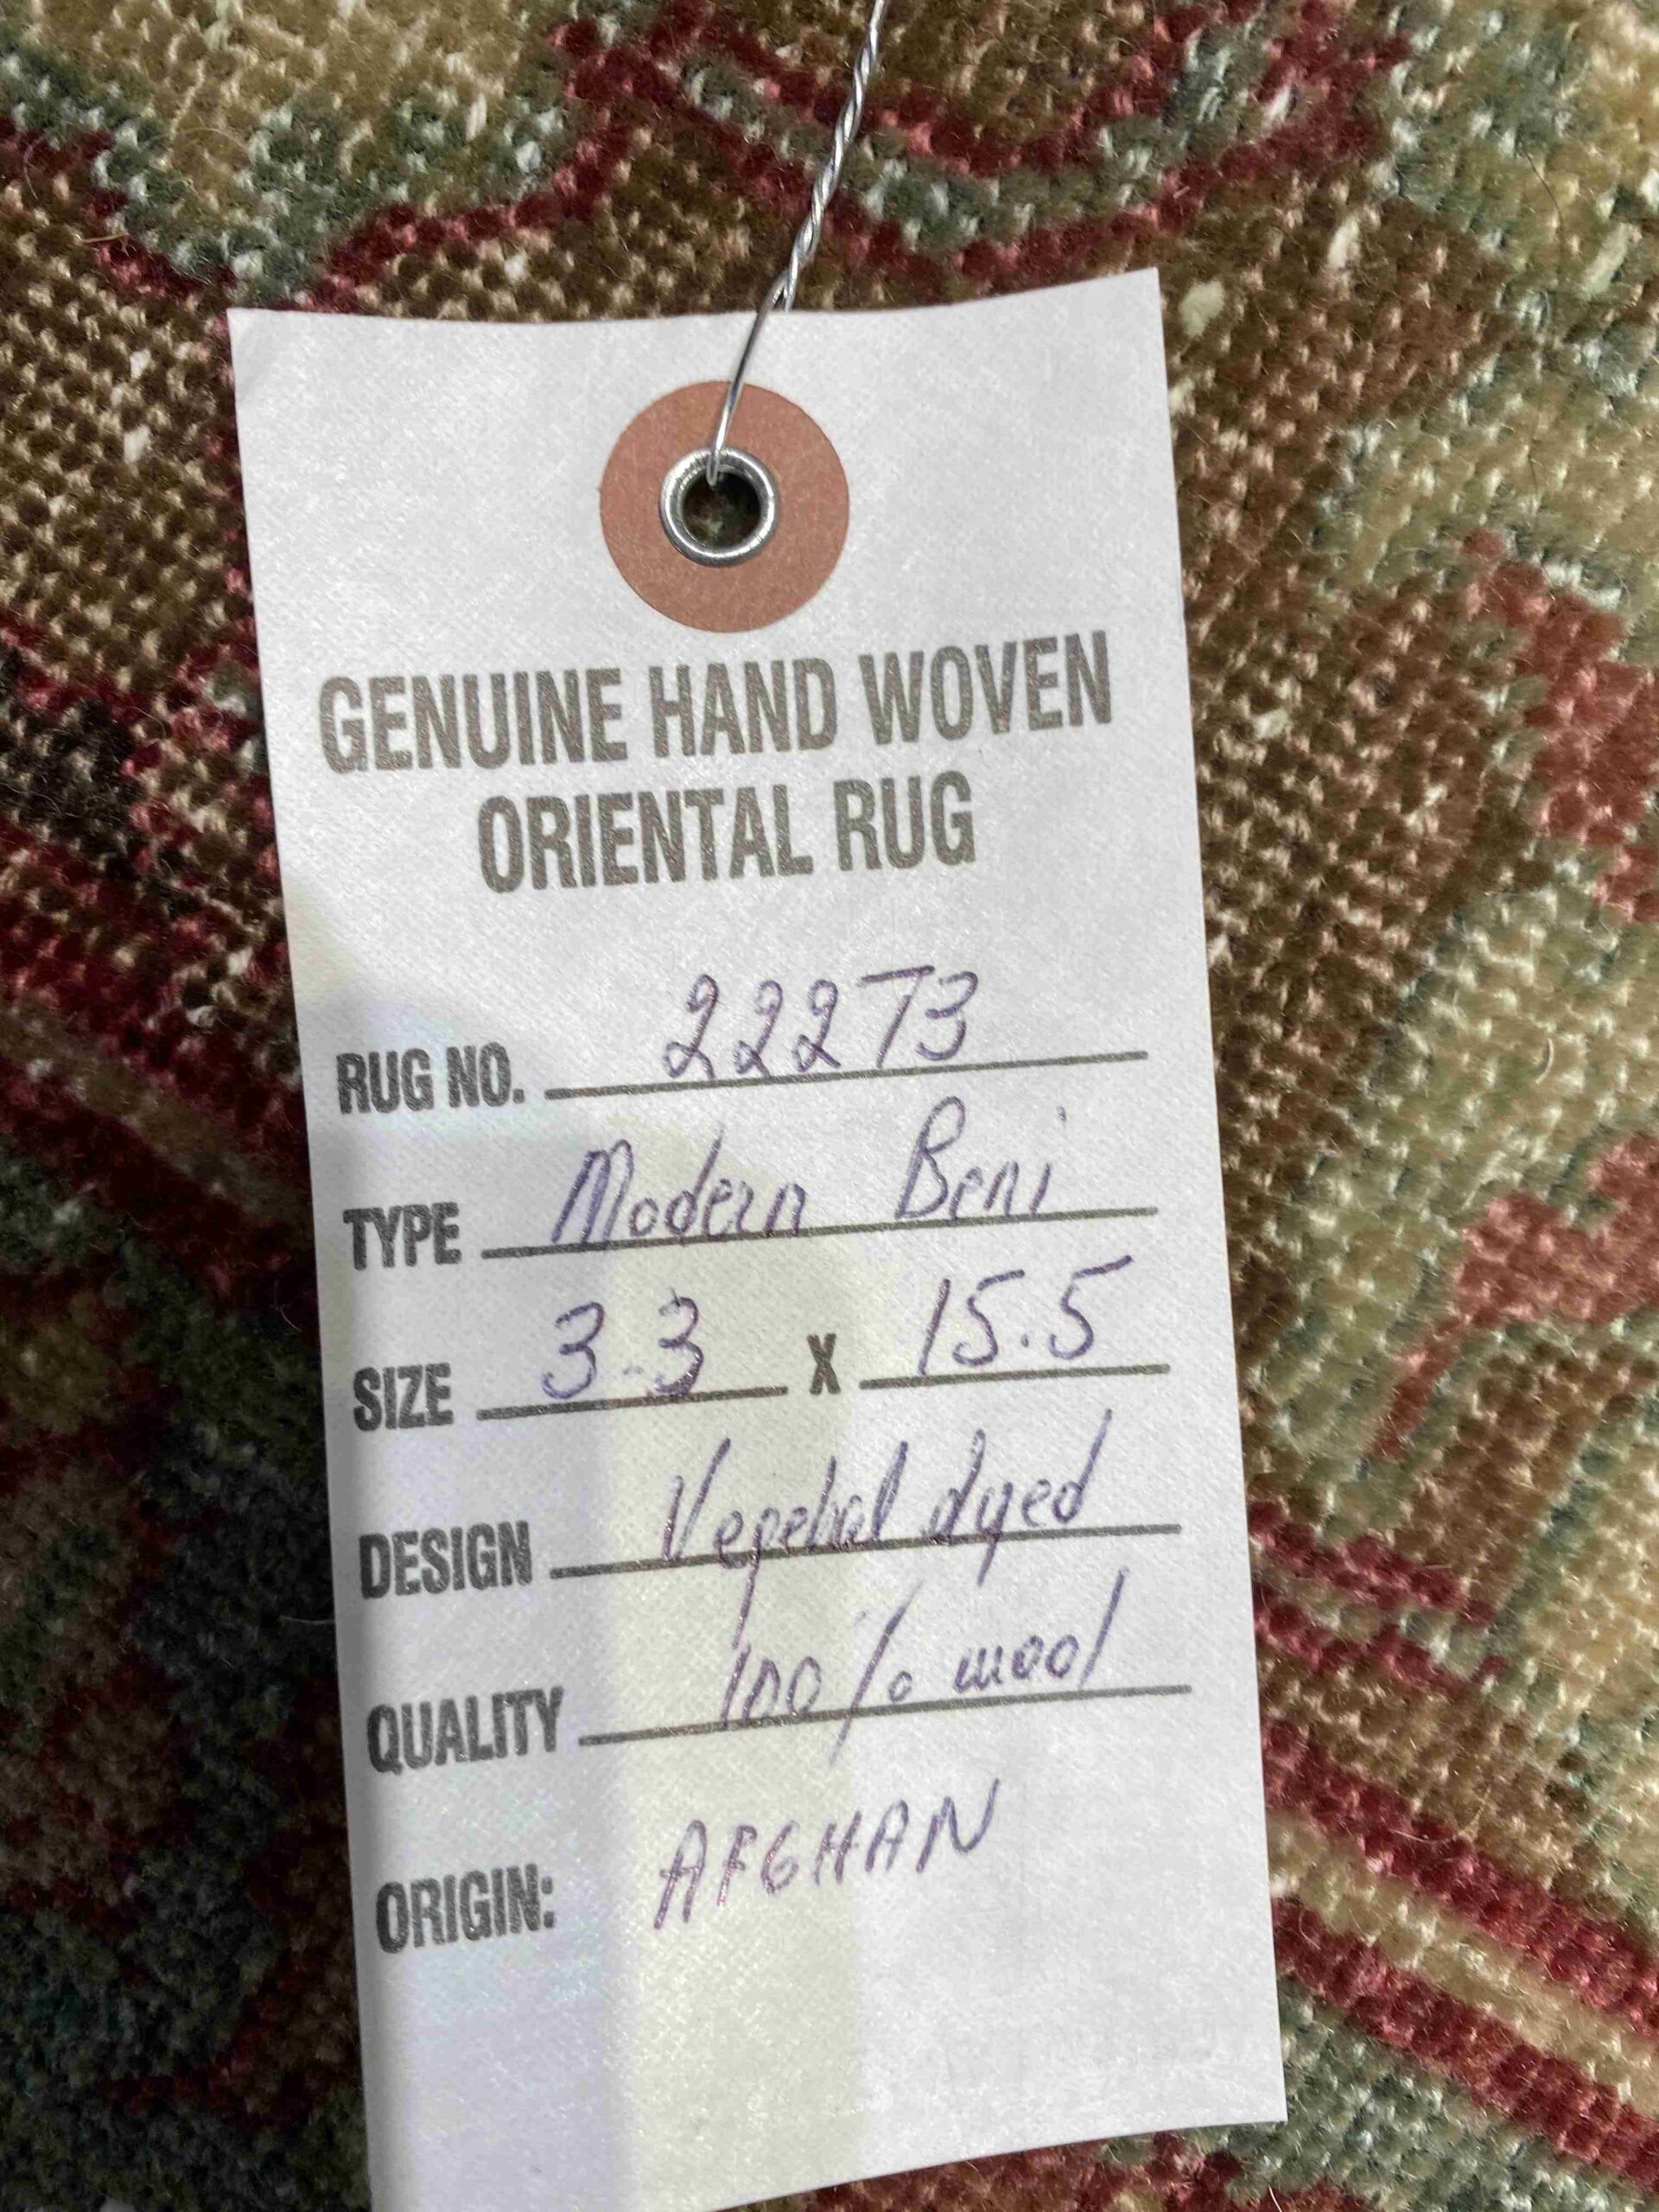 GENUINE HAND WOVEN
ORIENTAL RUG
RUG NO. 22273
TYPE Modern Beni
SIZE 3.3 X 15.5
DESIGN Vegetal dyed
QUALITY 100% wool
ORIGIN: AFGHAN